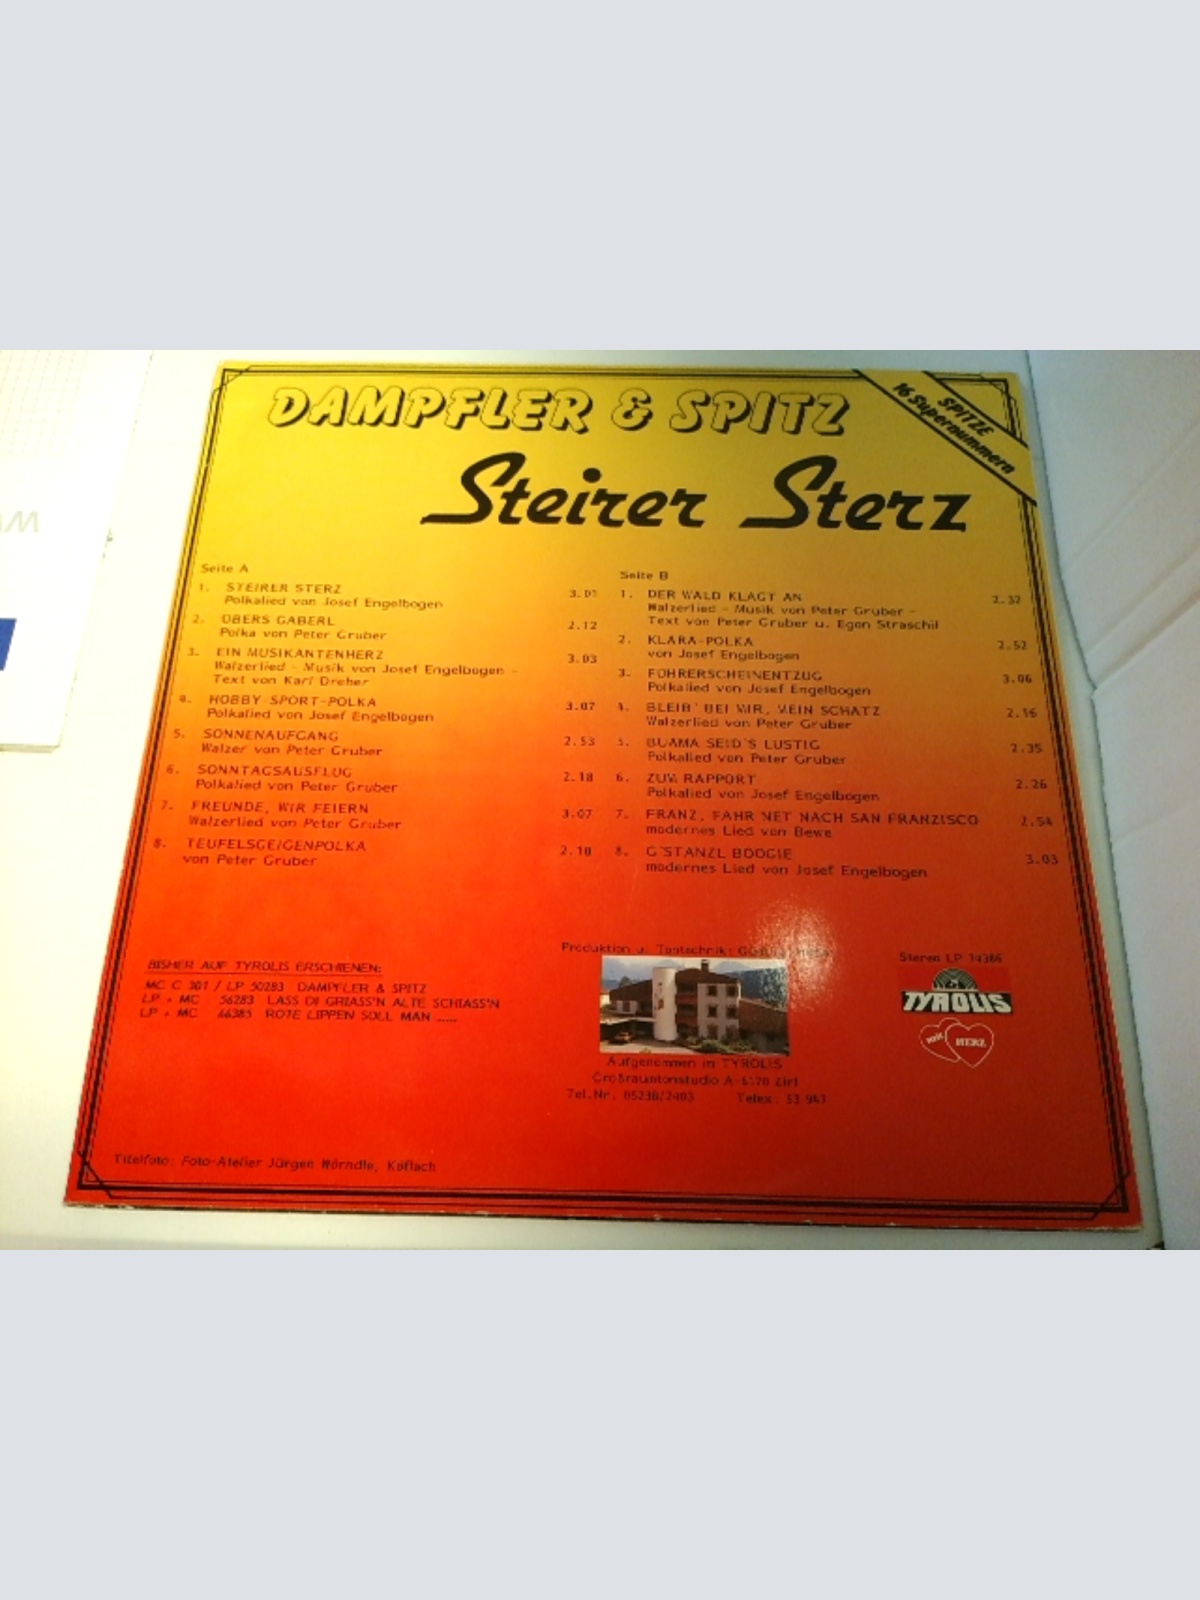 DAMPFLER & SPITZ
SPITZE
16 Supernummern
Steirer Sterz
Seite A
1. STEIRER STERZ 3.01
Polkalied von Josef Engelbogen
2. ÜBERS GABERL 2.12
Polka von Peter Gruber
3. EIN MUSIKANTENHERZ 3.03
Walzerlied - Musik von Josef Engelbogen -
Text von Karl Dreher
4. HOBBY SPORT-POLKA 3.07
Polkalied von Josef Engelbogen
5. SONNENAUFGANG 2.53
Walzer von Peter Gruber
6. SONNTAGSAUSFLUG 2.18
Polkalied von Peter Gruber
7. FREUNDE, WIR FEIERN 3.07
Walzerlied von Peter Gruber
8. TEUFELSGEIGENPOLKA 2.10
von Peter Gruber
Seite B
1. DER WALD KLAGT AN 2.32
Walzerlied - Musik von Peter Gruber -
Text von Peter Gruber u. Egon Straschil
2. KLARA-POLKA 2.52
von Josef Engelbogen
3. FÜHRERSCHEINENTZUG 3.06
Polkalied von Josef Engelbogen
4. BLEIB' BEI MIR, MEIN SCHATZ 2.16
Walzerlied von Peter Gruber
5. BUAMA SEID'S LUSTIG 2.35
Polkalied von Peter Gruber
6. ZUM RAPPORT 2.26
Polkalied von Josef Engelbogen
7. FRANZ, FAHR NET NACH SAN FRANZISCO 2.54
modernes Lied von Bewe
8. G'STANZL BOOGIE 3.03
modernes Lied von Josef Engelbogen
BISHER AUF TYROLIS ERSCHIENEN:
MC C 301 / LP 50283 DAMPFLER & SPITZ
LP + MC 56283 LASS DI GRIASS'N ALTE SCHIASS'N
LP + MC 66385 ROTE LIPPEN SOLL MAN .....
Produktion u. Tontechnik:
Aufgenommen in TYROLIS
Großraumtonstudio A-6170 Zirl
Tel.Nr. 05238/2403 Telex: 53 943
Stereo LP 74386
TYROLIS
mit HERZ
Titelfoto: Foto-Atelier Jürgen Wörndle, Köflach